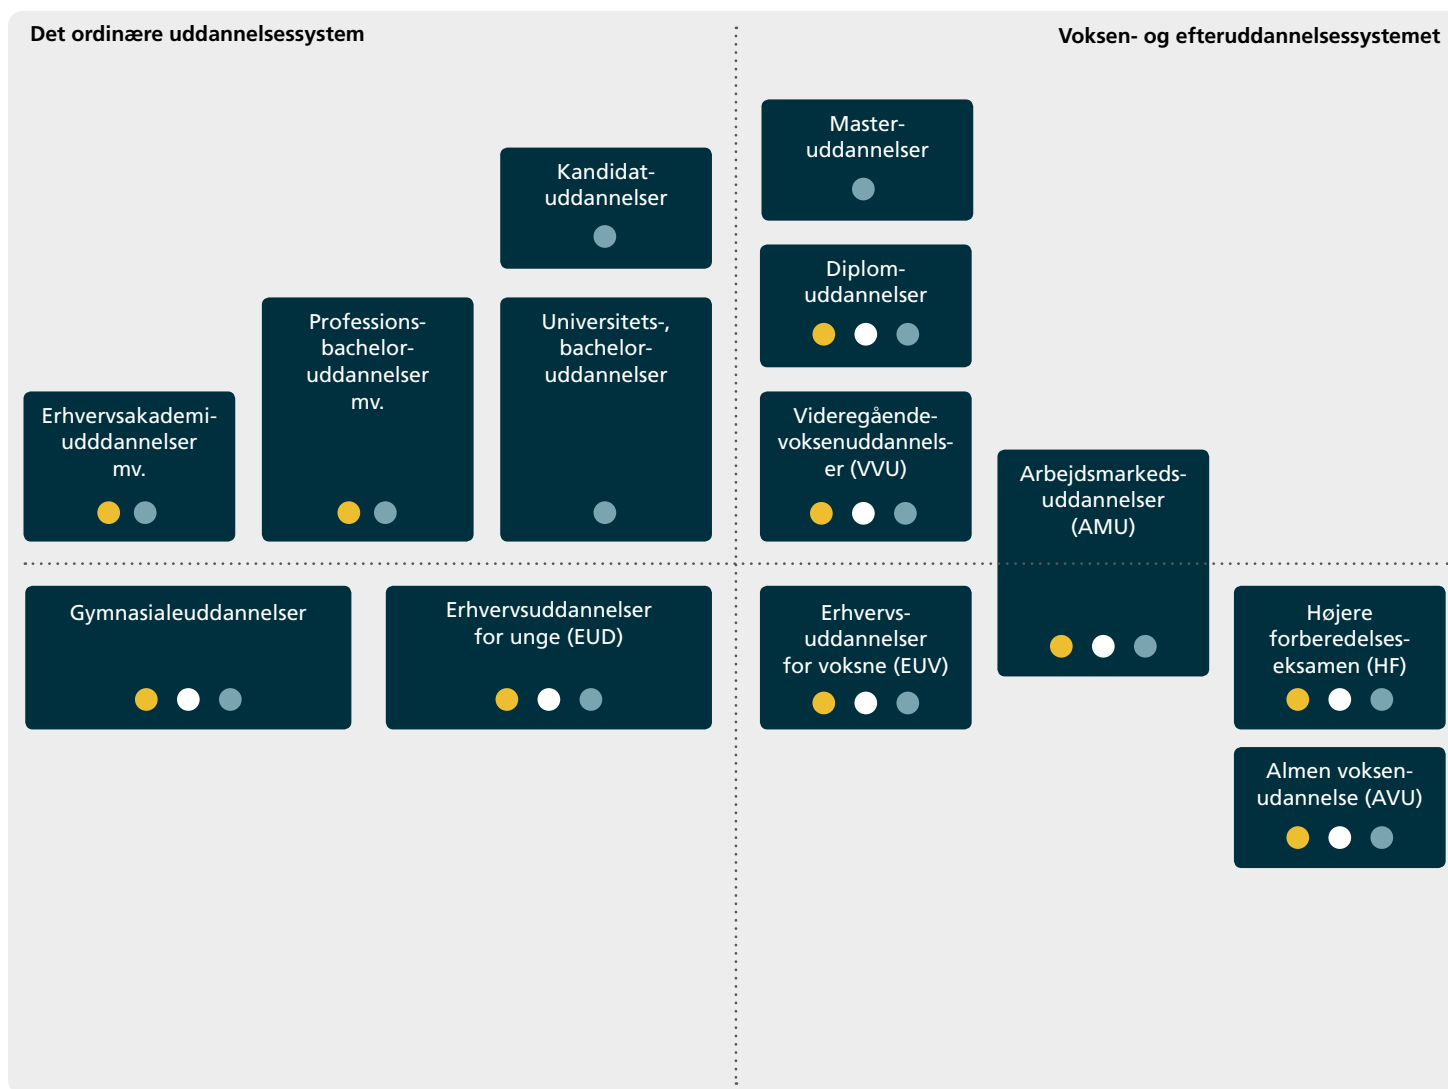 Det ordinære uddannelsessystem
Voksen- og efteruddannelsessystemet
Kandidat-
uddannelser
Professions-
bachelor-
uddannelser
mv.
Universitets-,
bachelor-
uddannelser
Erhvervsakademi-
udddannelser
mv.
Gymnasialeuddannelser
Erhvervsuddannelser
for unge (EUD)
Master-
uddannelser
Diplom-
uddannelser
Videregående-
voksenuddannels-
er (VVU)
Arbejdsmarkeds-
uddannelser
(AMU)
Erhvervs-
uddannelser
for voksne (EUV)
Højere
forberedelses-
eksamen (HF)
Almen voksen-
udannelse (AVU)